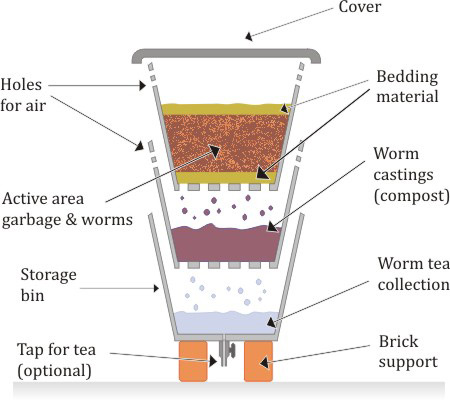 Cover
Holes
for air
Bedding
material
Worm
castings
(compost)
Active area
garbage & worms
Storage
bin
Worm tea
collection
Tap for tea
(optional)
Brick
support